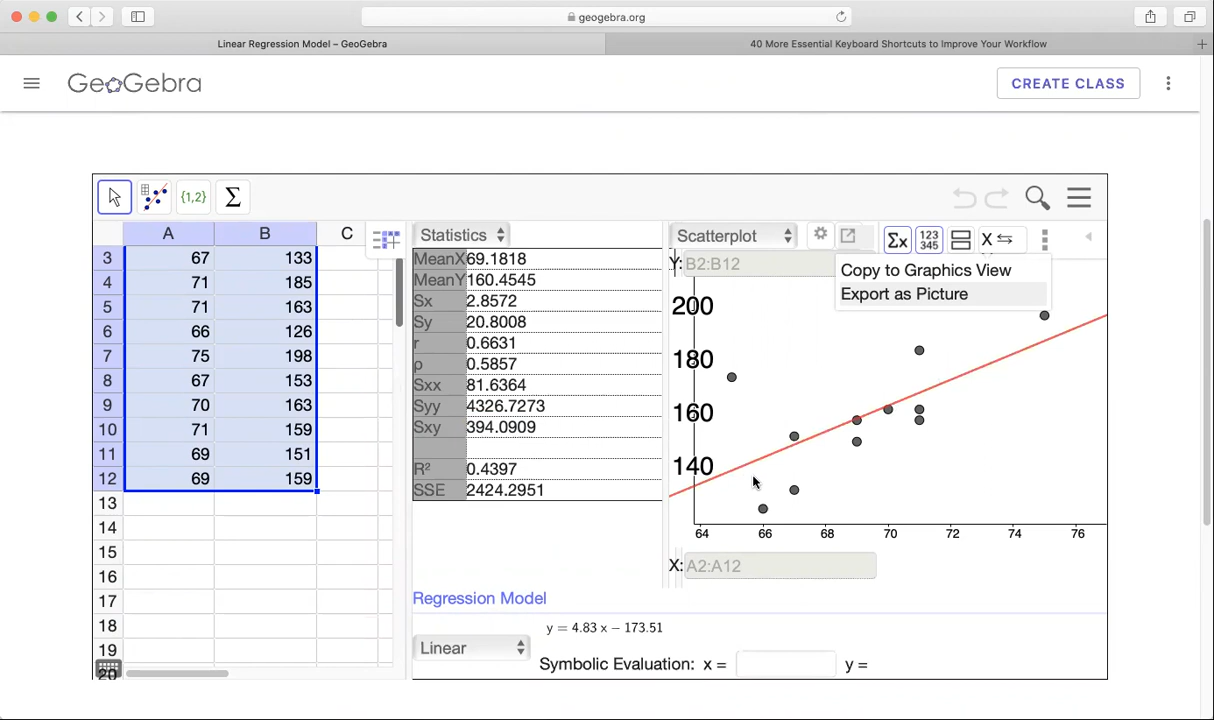 geogebra.org
Linear Regression Model – GeoGebra
40 More Essential Keyboard Shortcuts to Improve Your Workflow
GeoGebra
CREATE CLASS
{1,2}
Σ
A B C
3 67 133
4 71 185
5 71 163
6 66 126
7 75 198
8 67 153
9 70 163
10 71 159
11 69 151
12 69 159
13
14
15
16
17
18
19
20
Statistics
MeanX 69.1818
MeanY 160.4545
Sx 2.8572
Sy 20.8008
r 0.6631
ρ 0.5857
Sxx 81.6364
Syy 4326.7273
Sxy 394.0909
R² 0.4397
SSE 2424.2951
Scatterplot
Σx
123
345
X ⇆
Y: B2:B12
Copy to Graphics View
Export as Picture
200
180
160
140
64 66 68 70 72 74 76
X: A2:A12
Regression Model
y = 4.83 x − 173.51
Linear
Symbolic Evaluation: x = y =